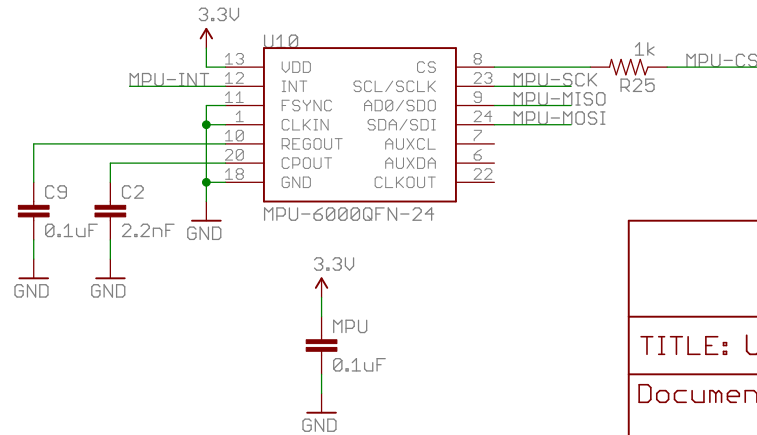 3.3V
U10
1k
13 VDD CS 8
MPU-CS
MPU-INT 12 INT SCL/SCLK 23 MPU-SCK
R25
11 FSYNC AD0/SDO 9 MPU-MISO
1 CLKIN SDA/SDI 24 MPU-MOSI
10 REGOUT AUXCL 7
20 CPOUT AUXDA 6
18 GND CLKOUT 22
C9 C2
MPU-6000QFN-24
0.1uF 2.2nF GND
GND GND
3.3V
MPU
0.1uF
GND
TITLE: U
Documen